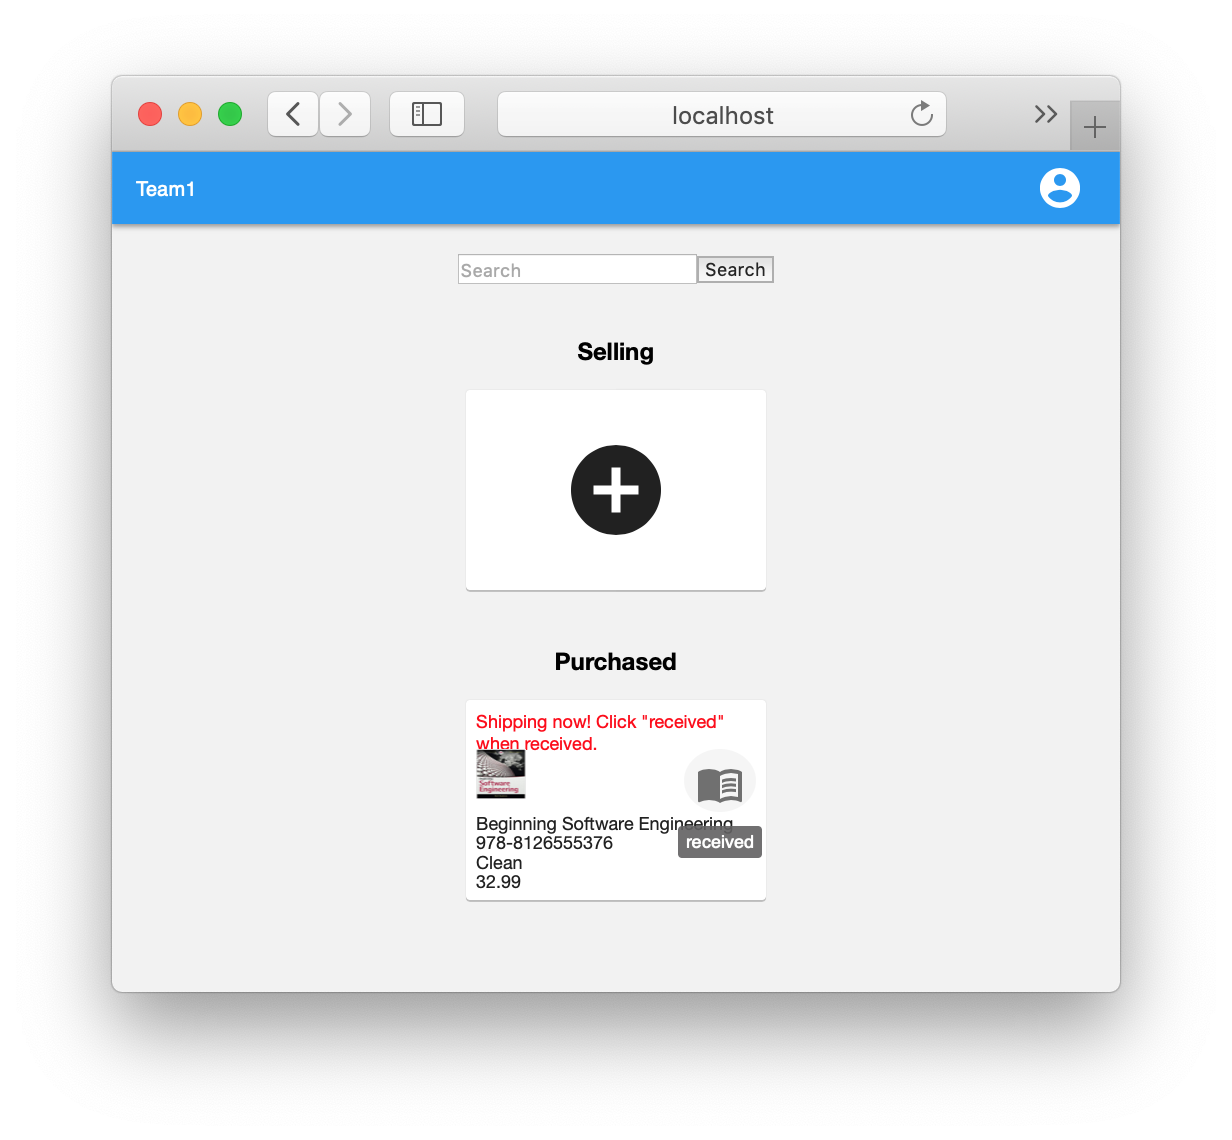 localhost
Team1
Search
Search
Selling
Purchased
Shipping now! Click "received"
when received.
Software
Engineering
Beginning Software Engineering
978-8126555376
received
Clean
32.99